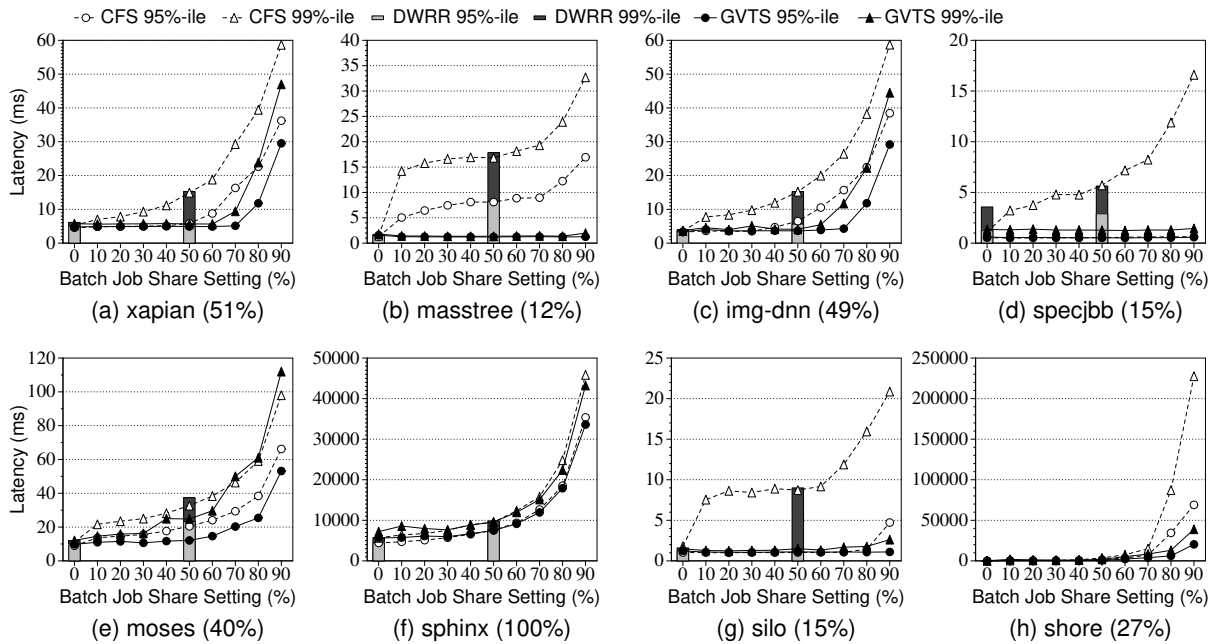 CFS 95%-ile CFS 99%-ile DWRR 95%-ile DWRR 99%-ile GVTS 95%-ile GVTS 99%-ile
Latency (ms)
60
50
40
30
20
10
0
0 10 20 30 40 50 60 70 80 90
Batch Job Share Setting (%)
(a) xapian (51%)
40
35
30
25
20
15
10
5
0
0 10 20 30 40 50 60 70 80 90
Batch Job Share Setting (%)
(b) masstree (12%)
60
50
40
30
20
10
0
0 10 20 30 40 50 60 70 80 90
Batch Job Share Setting (%)
(c) img-dnn (49%)
20
15
10
5
0
0 10 20 30 40 50 60 70 80 90
Batch Job Share Setting (%)
(d) specjbb (15%)
Latency (ms)
120
100
80
60
40
20
0
0 10 20 30 40 50 60 70 80 90
Batch Job Share Setting (%)
(e) moses (40%)
50000
40000
30000
20000
10000
0
0 10 20 30 40 50 60 70 80 90
Batch Job Share Setting (%)
(f) sphinx (100%)
25
20
15
10
5
0
0 10 20 30 40 50 60 70 80 90
Batch Job Share Setting (%)
(g) silo (15%)
250000
200000
150000
100000
50000
0
0 10 20 30 40 50 60 70 80 90
Batch Job Share Setting (%)
(h) shore (27%)